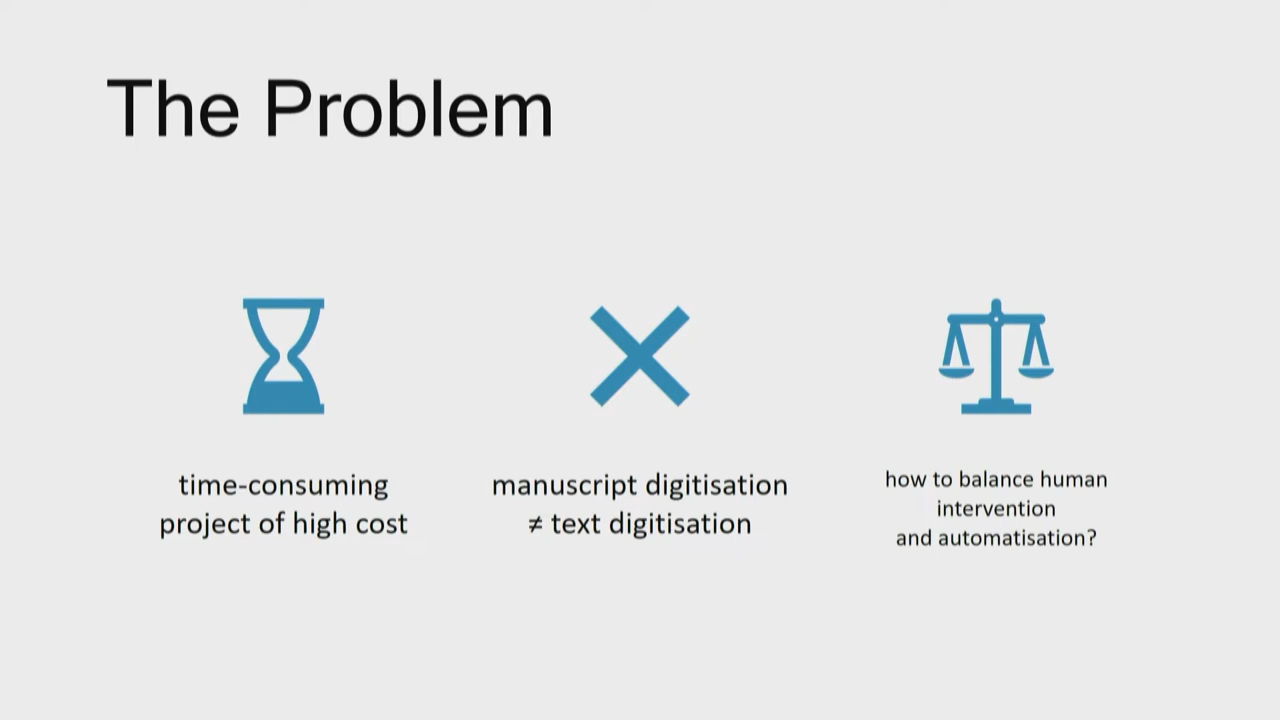 The Problem
time-consuming
project of high cost
manuscript digitisation
≠ text digitisation
how to balance human
intervention
and automatisation?